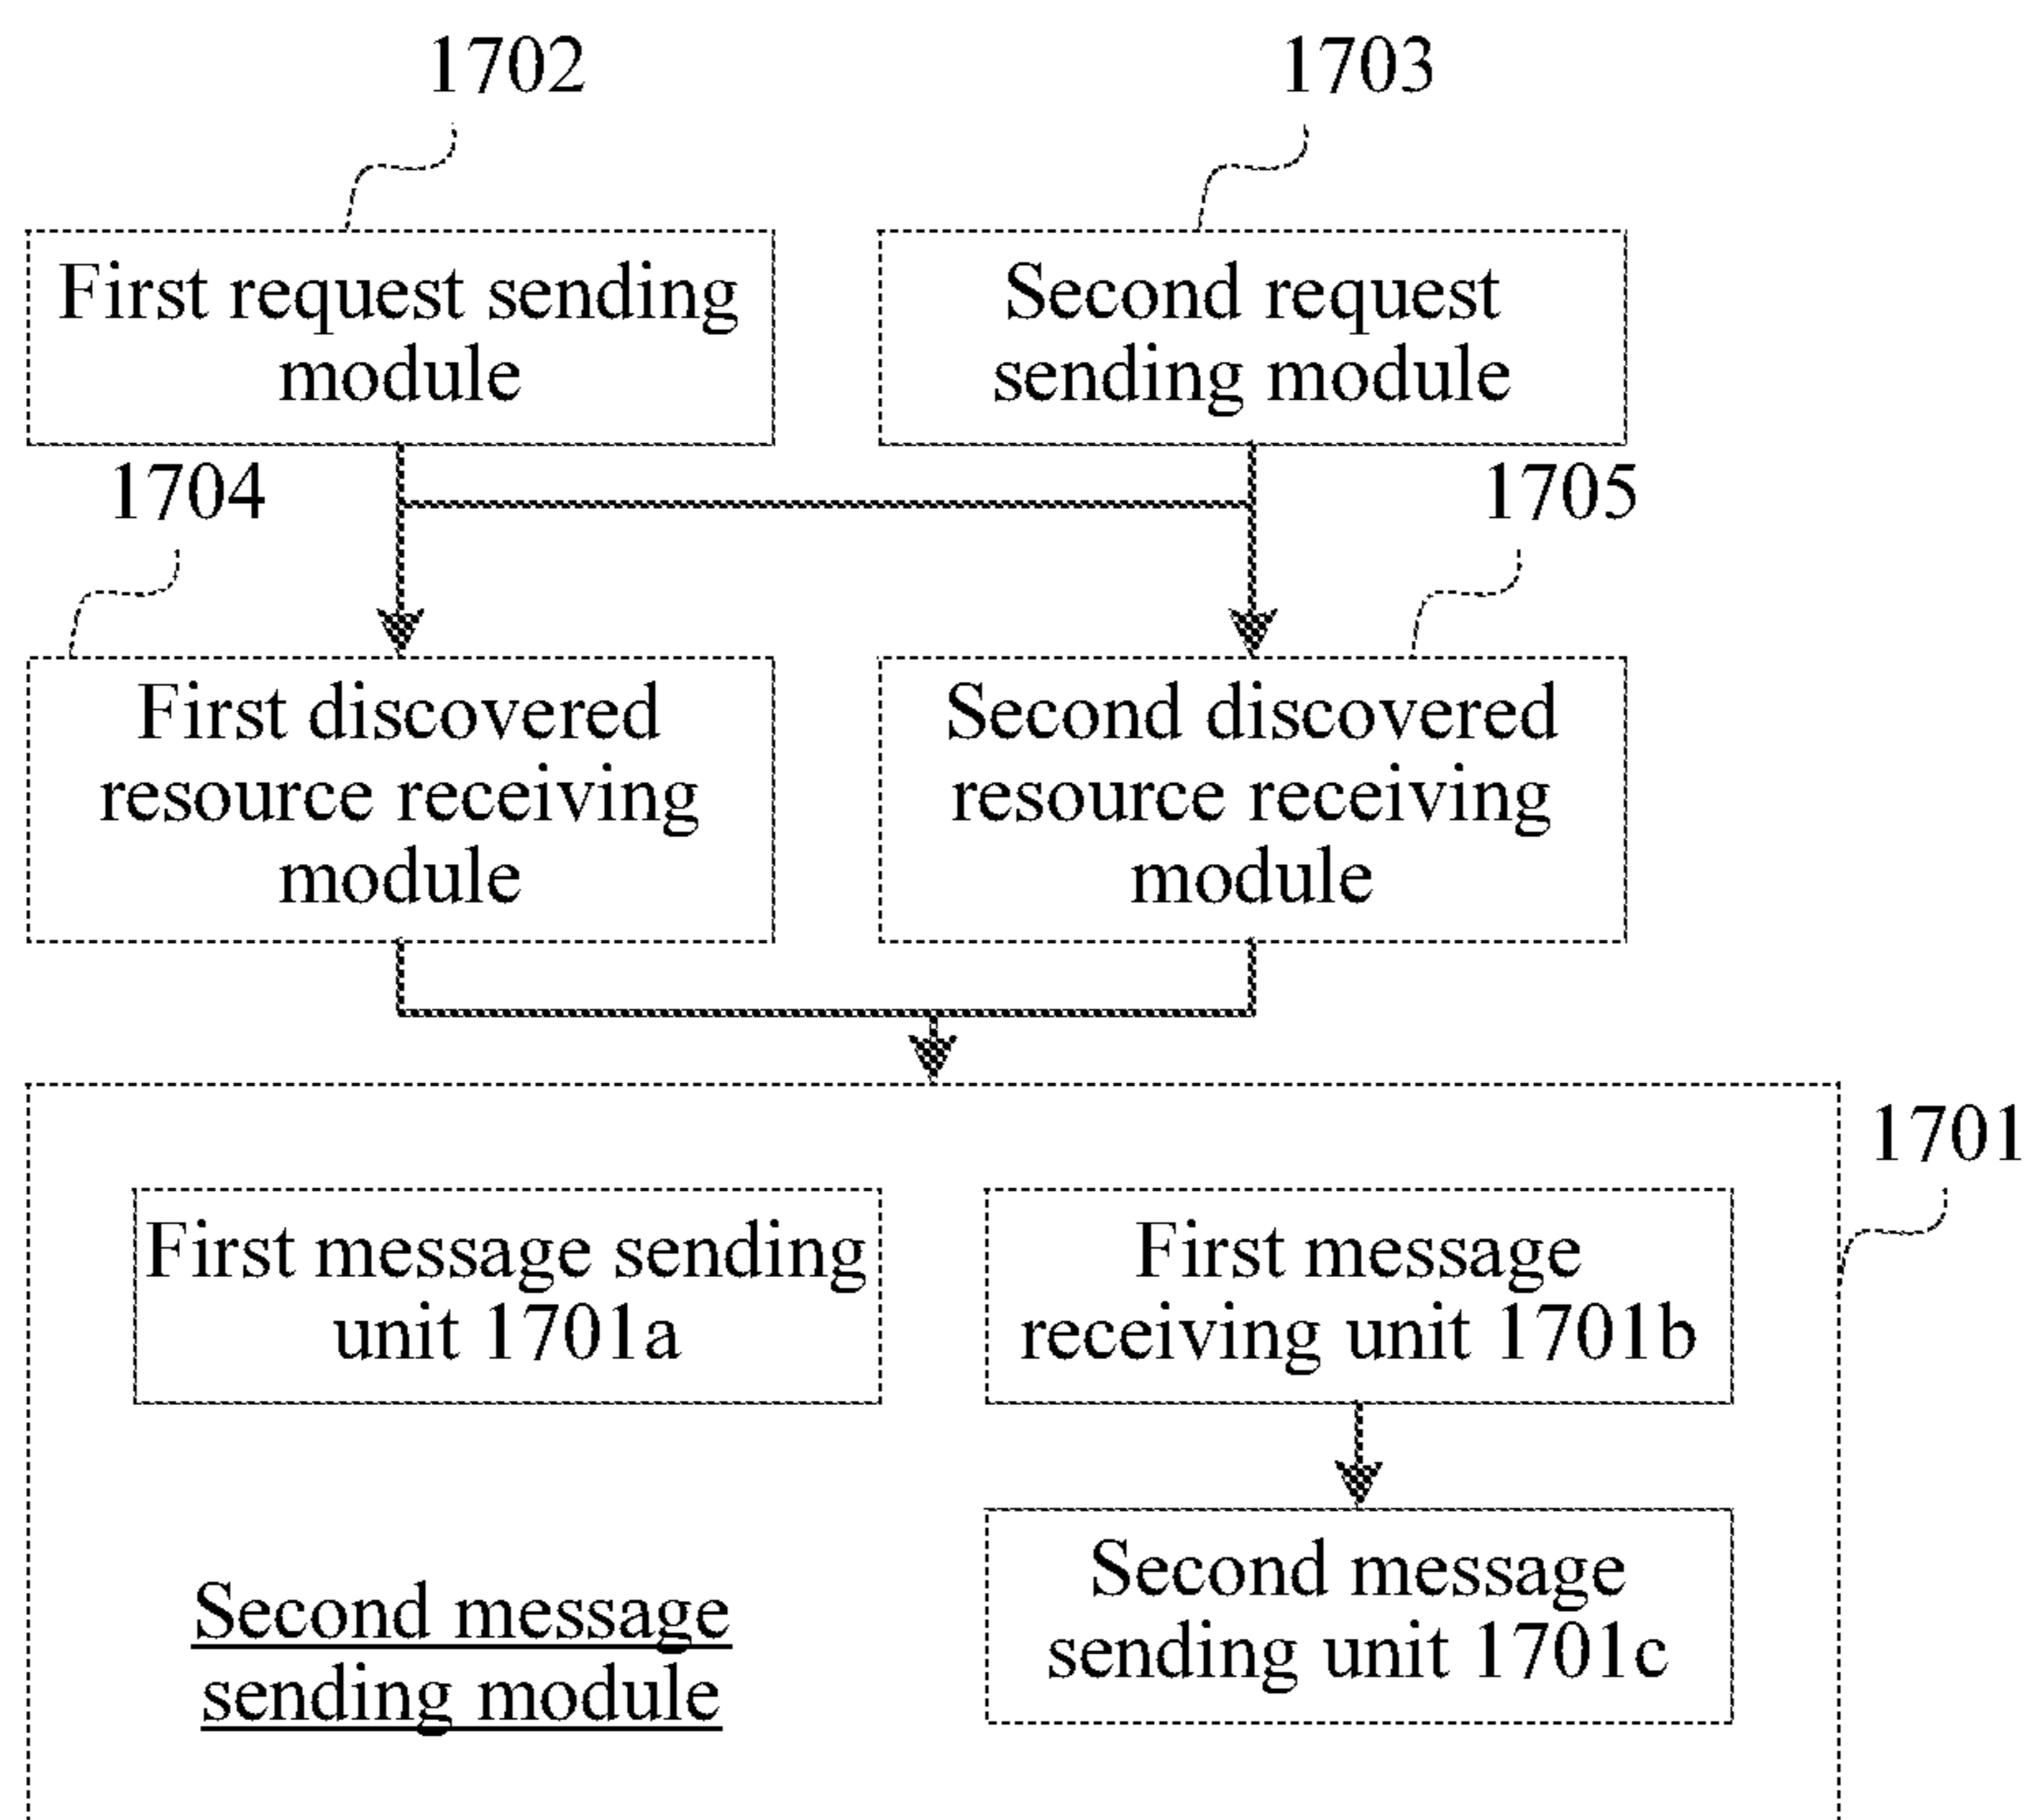 1702
1703
First request sending
module
Second request
sending module
1704
1705
First discovered
resource receiving
module
Second discovered
resource receiving
module
1701
First message sending
unit 1701a
First message
receiving unit 1701b
Second message
sending unit 1701c
Second message
sending module